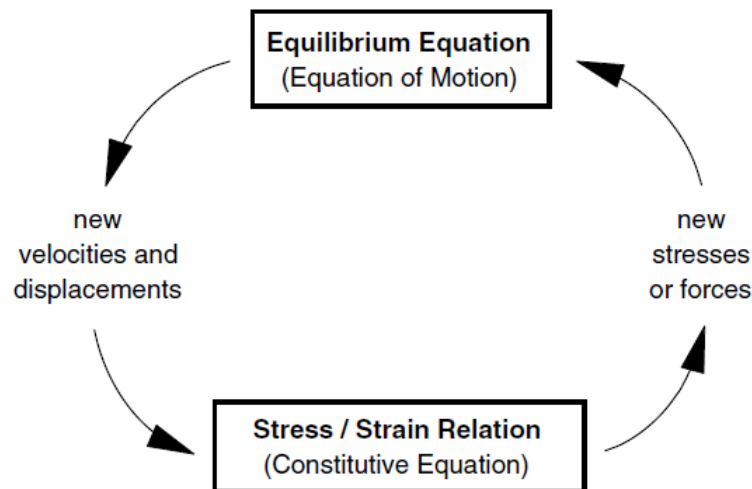 Equilibrium Equation
(Equation of Motion)
new
velocities and
displacements
new
stresses
or forces
Stress / Strain Relation
(Constitutive Equation)